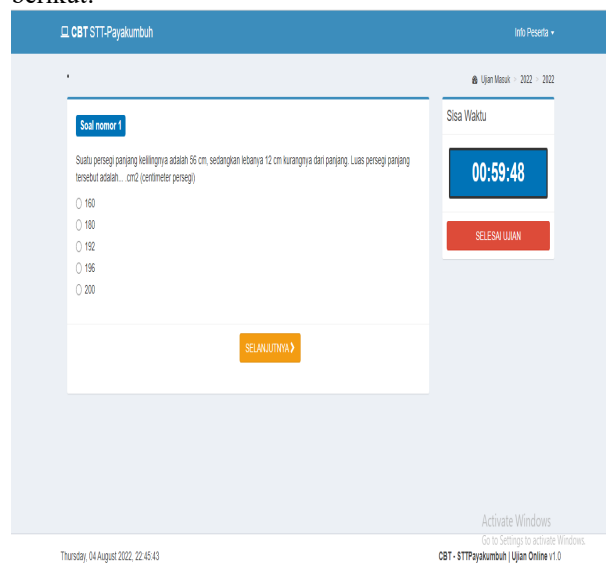 berikut:
CBT STT-Payakumbuh
Info Peserta
Ujian Masuk > 2022 > 2022
Soal nomor 1
Suatu persegi panjang kelilingnya adalah 56 cm, sedangkan lebanya 12 cm kurangnya dari panjang. Luas persegi panjang
tersebut adalah... .cm2 (centimeter persegi)
160
180
192
196
200
SELANJUTNYA
Sisa Waktu
00:59:48
SELESAI UJIAN
Activate Windows
Go to Settings to activate Windows.
Thursday, 04 August 2022, 22:45:43
CBT - STTPayakumbuh | Ujian Online v1.0